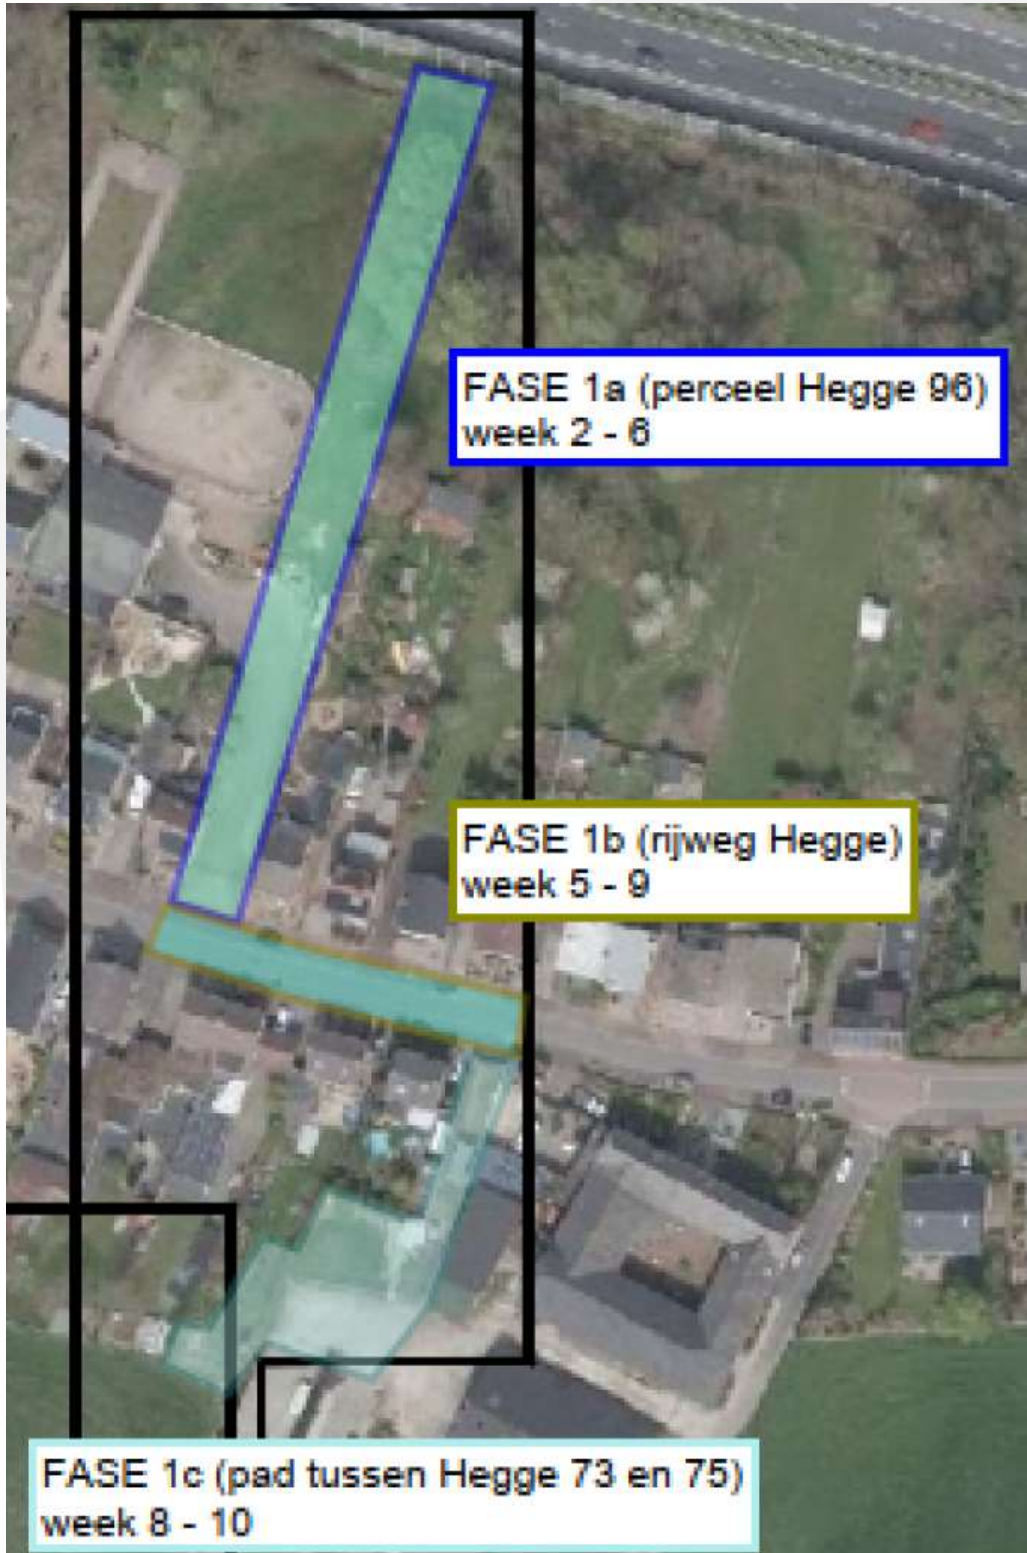 FASE 1a (perceel Hegge 96)
week 2 - 6
FASE 1b (rijweg Hegge)
week 5 - 9
FASE 1c (pad tussen Hegge 73 en 75)
week 8 - 10